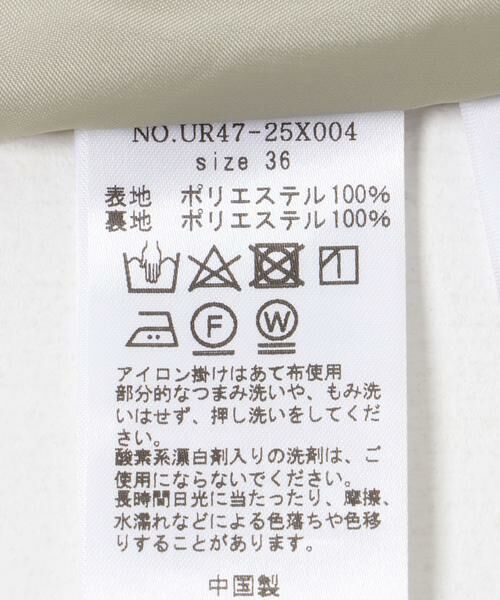 NO.UR47-25X004
size 36
表地 ポリエステル100%
裏地 ポリエステル100%
F W
アイロン掛けはあて布使用
部分的なつまみ洗いや、もみ洗
いはせず、押し洗いをしてくだ
さい。
酸素系漂白剤入りの洗剤は、ご
使用にならないでください。
長時間日光に当たったり、摩擦、
水濡れなどによる色落ちや色移
りすることがあります。
中国製